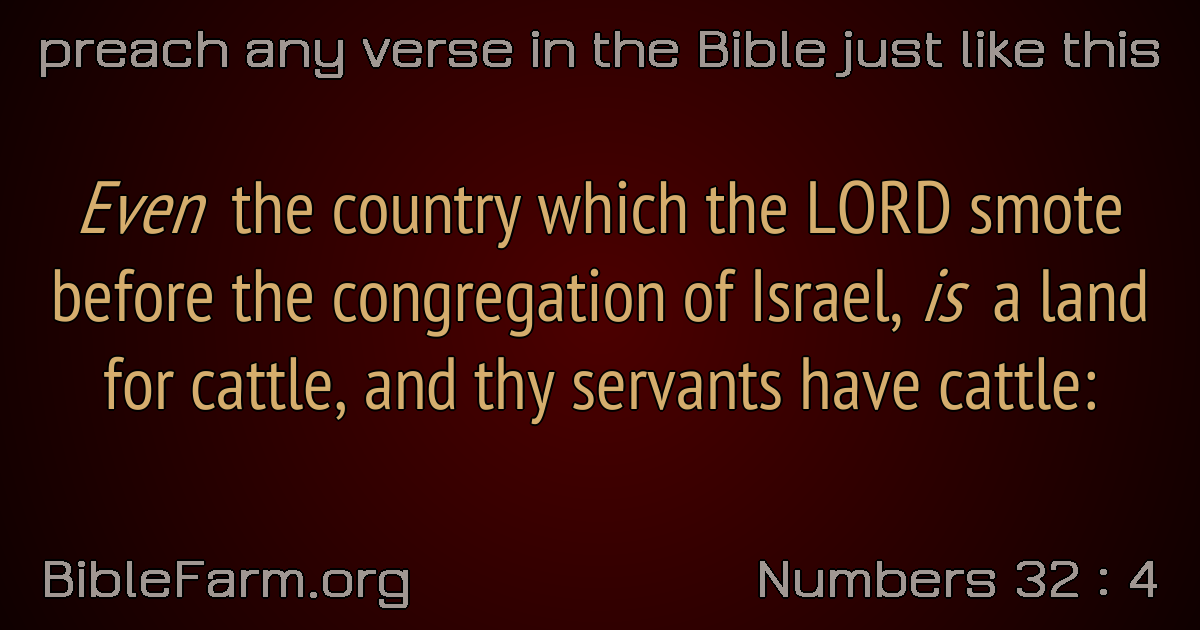 preach any verse in the Bible just like this
Even the country which the LORD smote
before the congregation of Israel, is a land
for cattle, and thy servants have cattle:
BibleFarm.org
Numbers 32 : 4